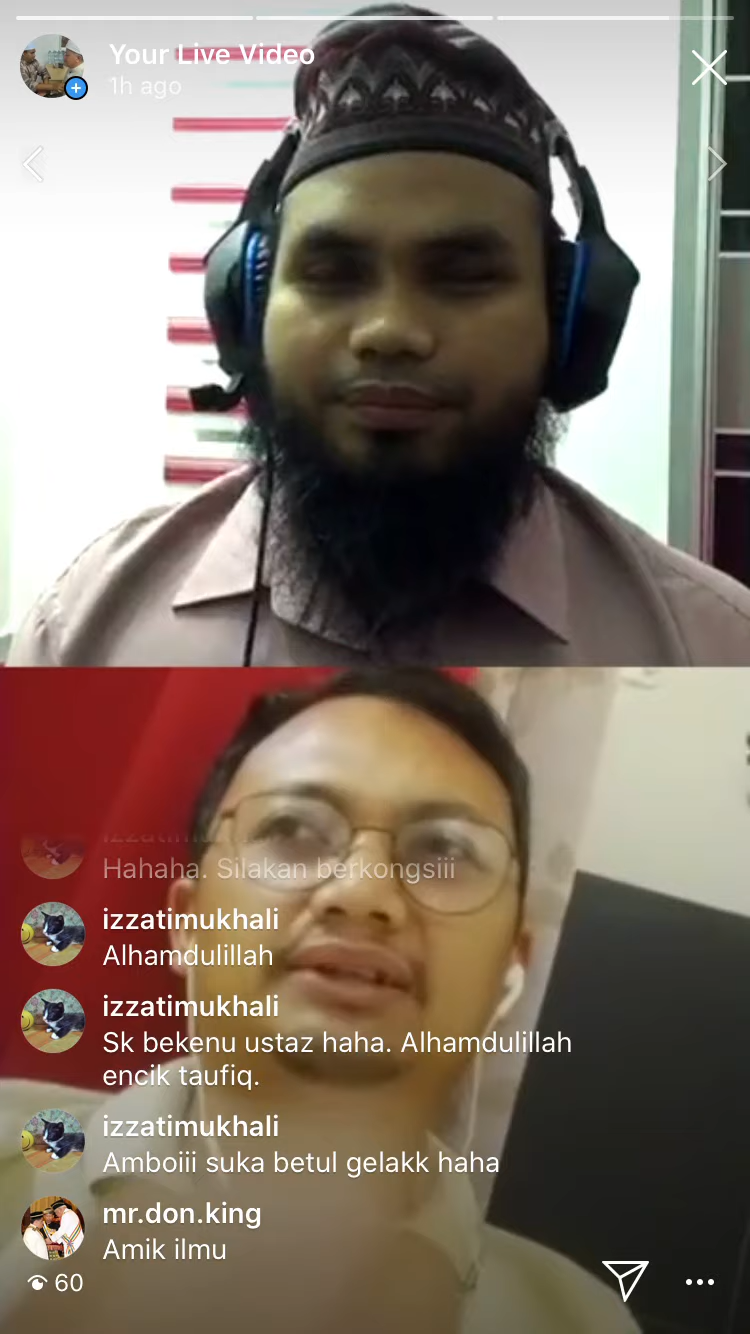 Your Live Video
1h ago
Hahaha. Silakan berkongsiii
izzatimukhali
Alhamdulillah
izzatimukhali
Sk bekenu ustaz haha. Alhamdulillah
encik taufiq.
izzatimukhali
Amboiii suka betul gelakk haha
mr.don.king
Amik ilmu
60